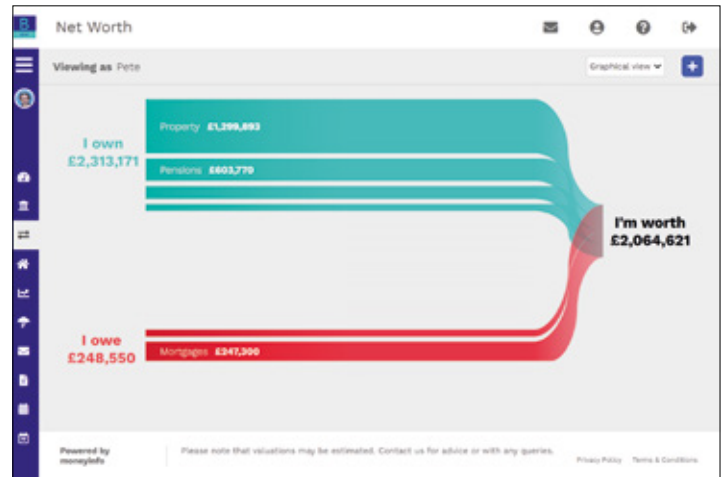 B
Net Worth
Viewing as Pete
Graphical view
I own
£2,313,171
Property £1,299,893
Pensions £603,770
I'm worth
£2,064,621
I owe
£248,550
Mortgages £247,300
Powered by
moneyinfo
Please note that valuations may be estimated. Contact us for advice or with any queries.
Privacy Policy Terms & Conditions